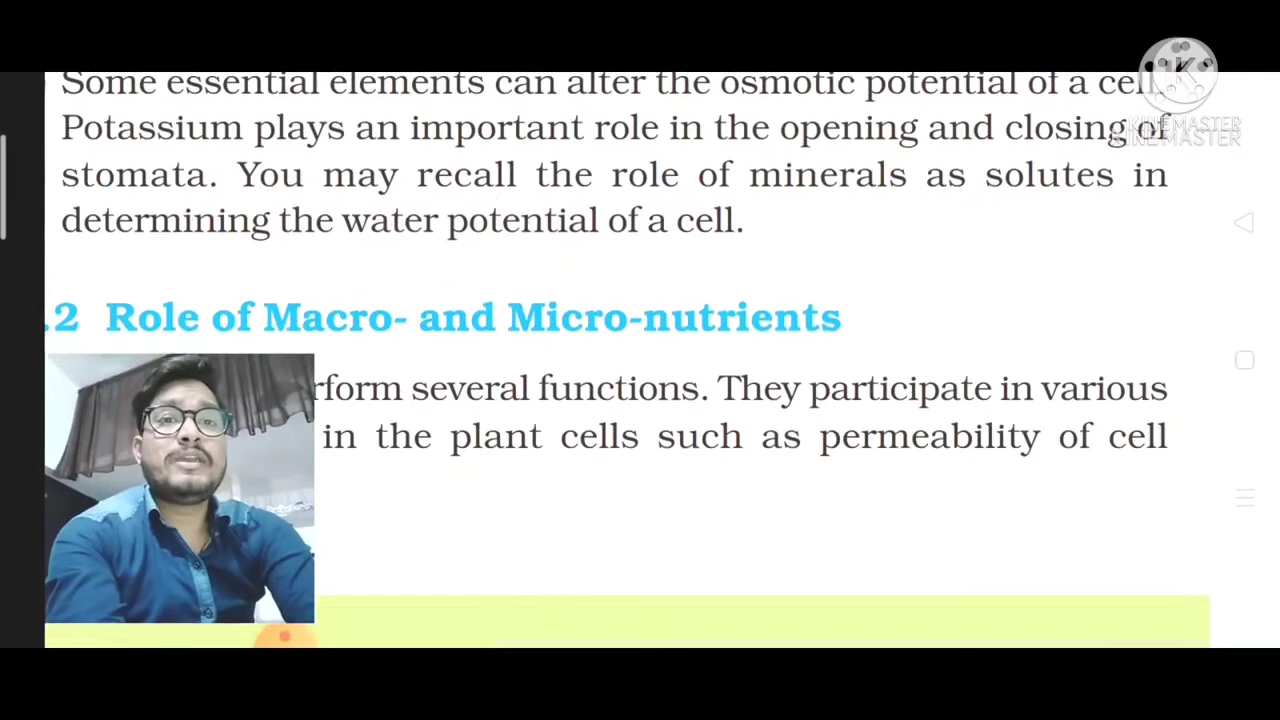 Some essential elements can alter the osmotic potential of a cell.
Potassium plays an important role in the opening and closing of
stomata. You may recall the role of minerals as solutes in
determining the water potential of a cell.
.2 Role of Macro- and Micro-nutrients
rform several functions. They participate in various
in the plant cells such as permeability of cell
K
KINEMASTER
KINEMASTER